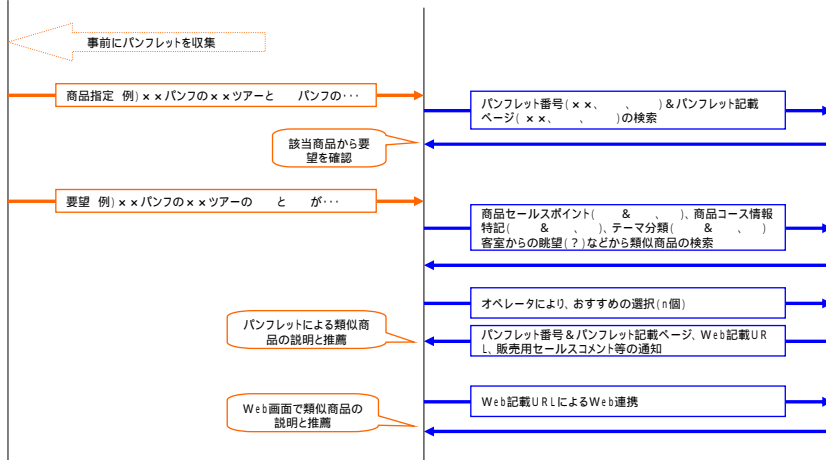 事前にパンフレットを収集
商品指定 例)××パンフの××ツアーと　　パンフの･･･
パンフレット番号(××、　　、　　)&パンフレット記載
ページ(××、　　、　　)の検索
該当商品から要
望を確認
要望 例)××パンフの××ツアーの　　と　　が･･･
商品セールスポイント(　　&　　、　　)、商品コース情報
特記(　　&　　、　　)、テーマ分類(　　&　　、　　)
客室からの眺望(?)などから類似商品の検索
オペレータにより、おすすめの選択(n個)
パンフレットによる類似商
品の説明と推薦
パンフレット番号&パンフレット記載ページ、Web記載UR
L、販売用セールスコメント等の通知
Web画面で類似商品の
説明と推薦
Web記載URLによるWeb連携